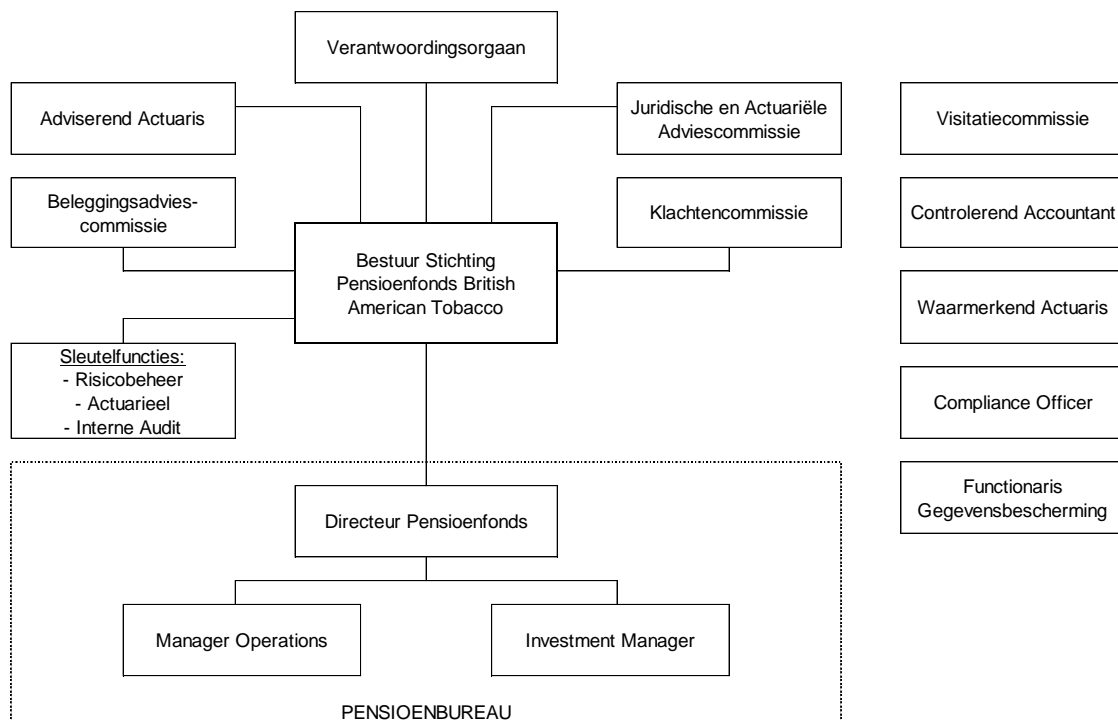 Verantwoordingsorgaan
Adviserend Actuaris
Juridische en Actuariële
Adviescommissie
Visitatiecommissie
Beleggingsadvies-
commissie
Klachtencommissie
Controlerend Accountant
Bestuur Stichting
Pensioenfonds British
American Tobacco
Waarmerkend Actuaris
Sleutelfuncties:
- Risicobeheer
- Actuarieel
- Interne Audit
Compliance Officer
Functionaris
Gegevensbescherming
Directeur Pensioenfonds
Manager Operations
Investment Manager
PENSIOENBUREAU